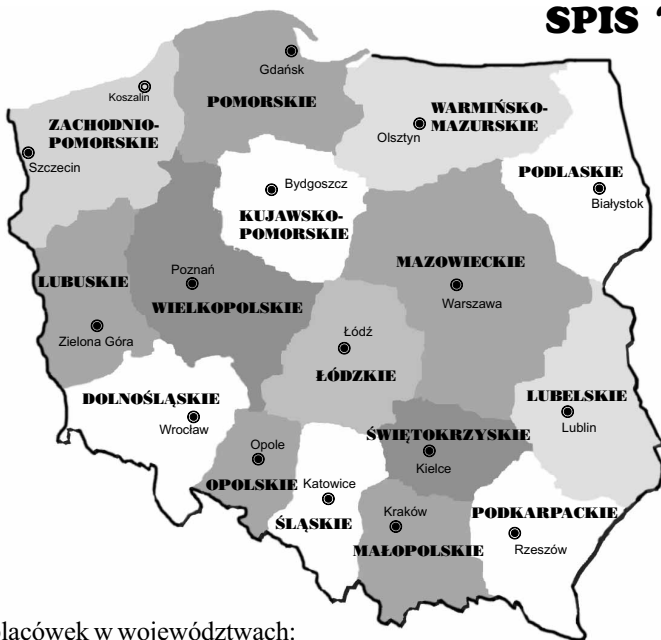 SPIS
Gdańsk
Koszalin
POMORSKIE
WARMIŃSKO-
MAZURSKIE
Olsztyn
ZACHODNIO-
POMORSKIE
Szczecin
PODLASKIE
Białystok
Bydgoszcz
KUJAWSKO-
POMORSKIE
MAZOWIECKIE
Warszawa
LUBUSKIE
Poznań
WIELKOPOLSKIE
Zielona Góra
Łódź
ŁÓDZKIE
DOLNOŚLĄSKIE
Wrocław
LUBELSKIE
Lublin
ŚWIĘTOKRZYSKIE
Kielce
Opole
OPOLSKIE
Katowice
ŚLĄSKIE
Kraków
MAŁOPOLSKIE
PODKARPACKIE
Rzeszów
placówek w województwach: